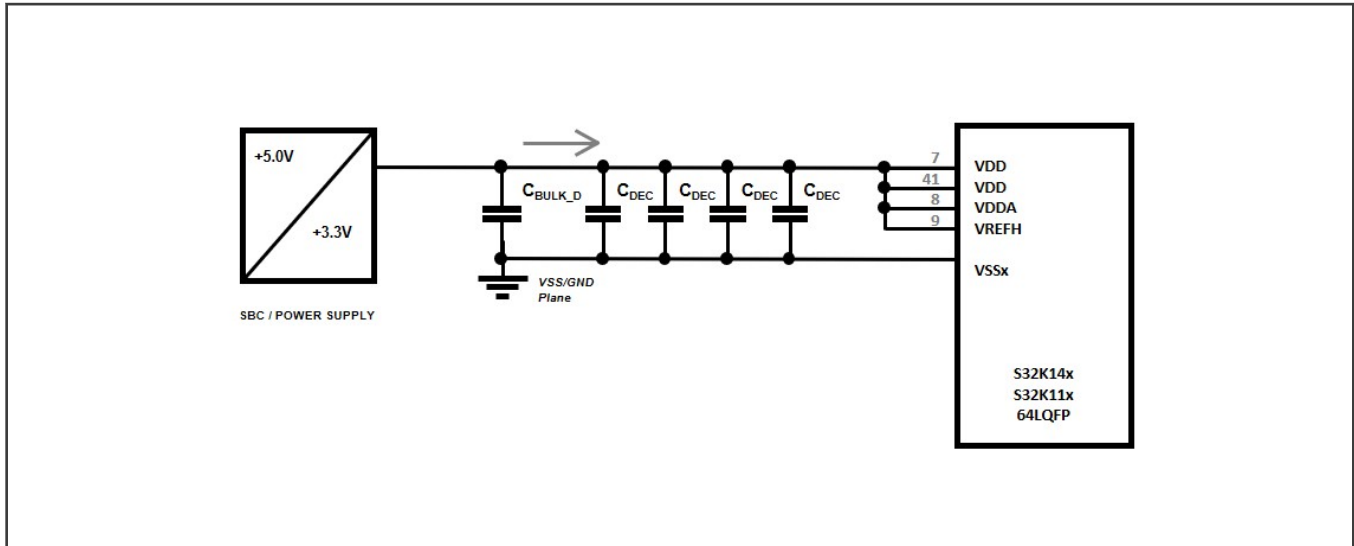 +5.0V
+3.3V
SBC / POWER SUPPLY
CBULK_D
CDEC
CDEC
CDEC
CDEC
VSS/GND
Plane
7
VDD
41
VDD
8
VDDA
9
VREFH
VSSx
S32K14x
S32K11x
64LQFP